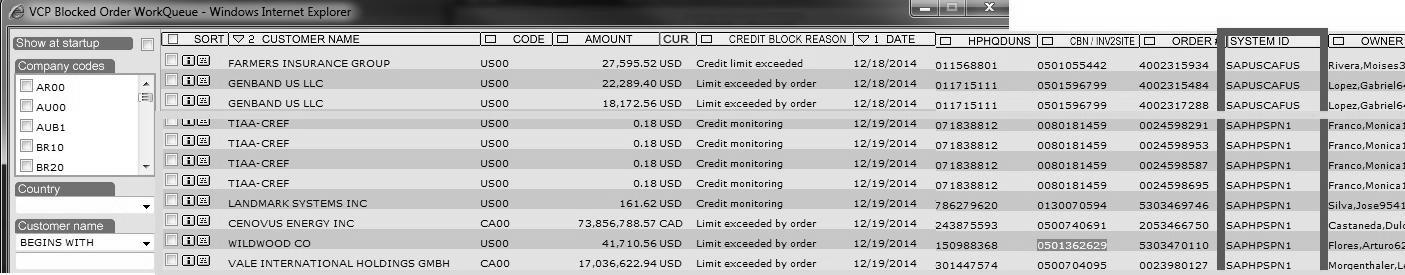 VCP Blocked Order WorkQueue - Windows Internet Explorer
Show at startup
Company codes
AR00
AU00
AUB1
BR10
BR20
Country
Customer name
BEGINS WITH
SORT 2 CUSTOMER NAME CODE AMOUNT CUR CREDIT BLOCK REASON 1 DATE HPHQDUNS CBN / INV2SITE ORDER # SYSTEM ID OWNER
FARMERS INSURANCE GROUP US00 27,595.52 USD Credit limit exceeded 12/18/2014 011568801 0501055442 4002315934 SAPUSCAFUS Rivera,Moises3
GENBAND US LLC US00 22,289.40 USD Limit exceeded by order 12/18/2014 011715111 0501596799 4002315484 SAPUSCAFUS Lopez,Gabriel64
GENBAND US LLC US00 18,172.56 USD Limit exceeded by order 12/18/2014 011715111 0501596799 4002317288 SAPUSCAFUS Lopez,Gabriel64
TIAA-CREF US00 0.18 USD Credit monitoring 12/19/2014 071838812 0080181459 0024598291 SAPHPSPN1 Franco,Monica1
TIAA-CREF US00 0.18 USD Credit monitoring 12/19/2014 071838812 0080181459 0024598953 SAPHPSPN1 Franco,Monica1
TIAA-CREF US00 0.18 USD Credit monitoring 12/19/2014 071838812 0080181459 0024598587 SAPHPSPN1 Franco,Monica1
TIAA-CREF US00 0.18 USD Credit monitoring 12/19/2014 071838812 0080181459 0024598695 SAPHPSPN1 Franco,Monica1
LANDMARK SYSTEMS INC US00 161.62 USD Credit monitoring 12/19/2014 786279620 0130070594 5303469746 SAPHPSPN1 Silva,Jose9541
CENOVUS ENERGY INC CA00 73,856,788.57 CAD Limit exceeded by order 12/19/2014 243875593 0500740691 2053466750 SAPHPSPN1 Castaneda,Dulc
WILDWOOD CO US00 41,710.56 USD Limit exceeded by order 12/19/2014 150988368 0501362629 5303470110 SAPHPSPN1 Flores,Arturo62
VALE INTERNATIONAL HOLDINGS GMBH CA00 17,036,622.94 USD Limit exceeded by order 12/19/2014 301447574 0500704095 0023980127 SAPHPSPN1 Morgenthaler,Lo